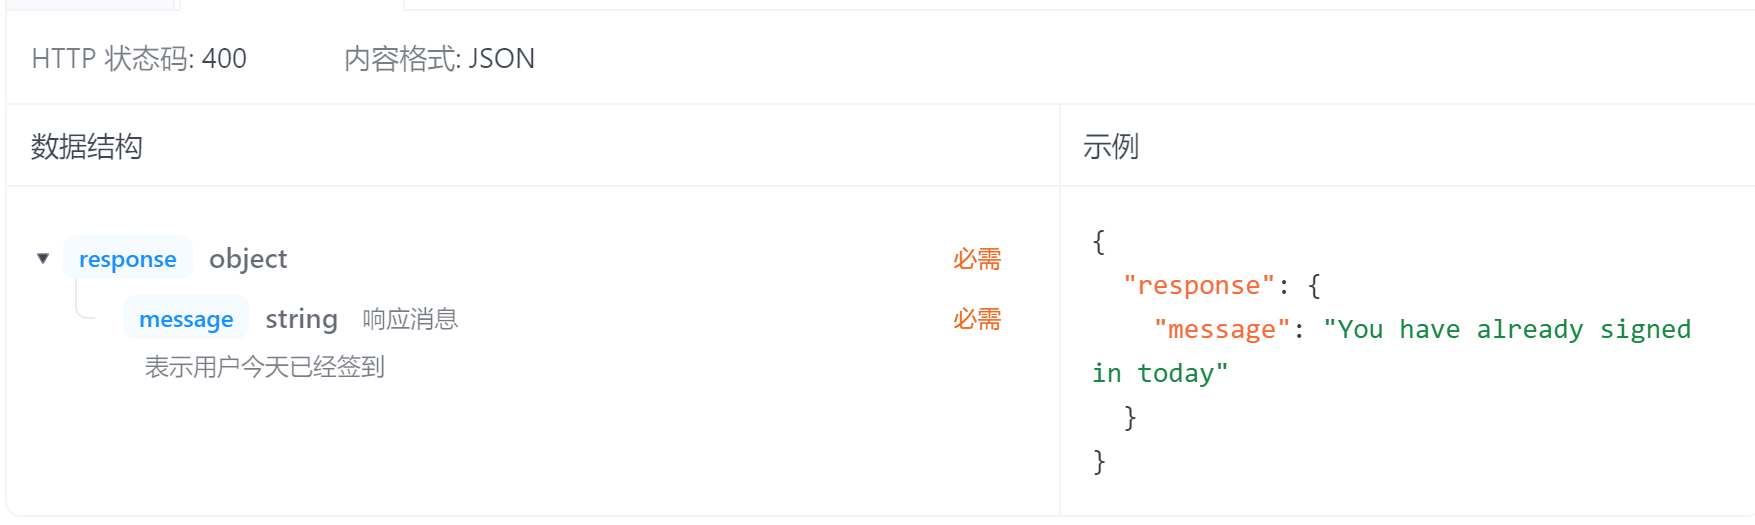 HTTP 状态码: 400 内容格式: JSON
数据结构 示例
response object 必需
message string 响应消息 必需
表示用户今天已经签到
{
"response": {
"message": "You have already signed
in today"
}
}